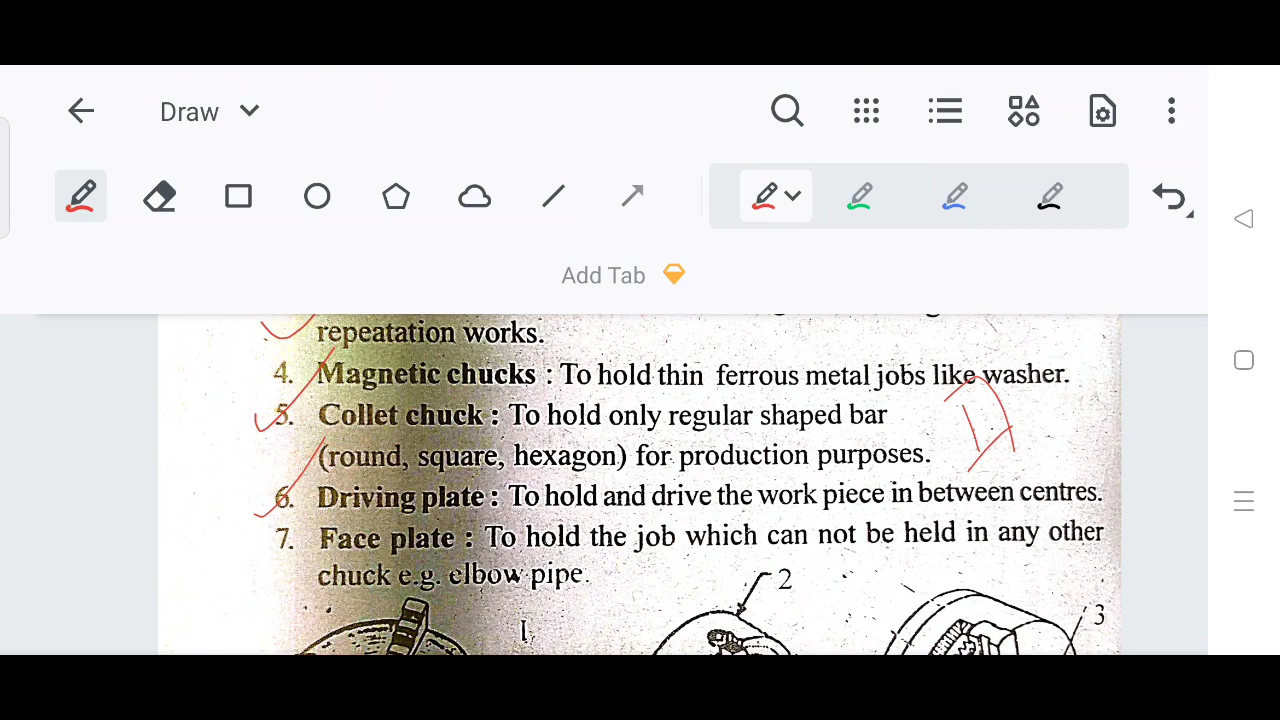 Draw
Add Tab
repeatation works.
4. Magnetic chucks : To hold thin ferrous metal jobs like washer.
5. Collet chuck : To hold only regular shaped bar
(round, square, hexagon) for production purposes.
6. Driving plate : To hold and drive the work piece in between centres.
7. Face plate : To hold the job which can not be held in any other
chuck e.g. elbow pipe.
1
2
3